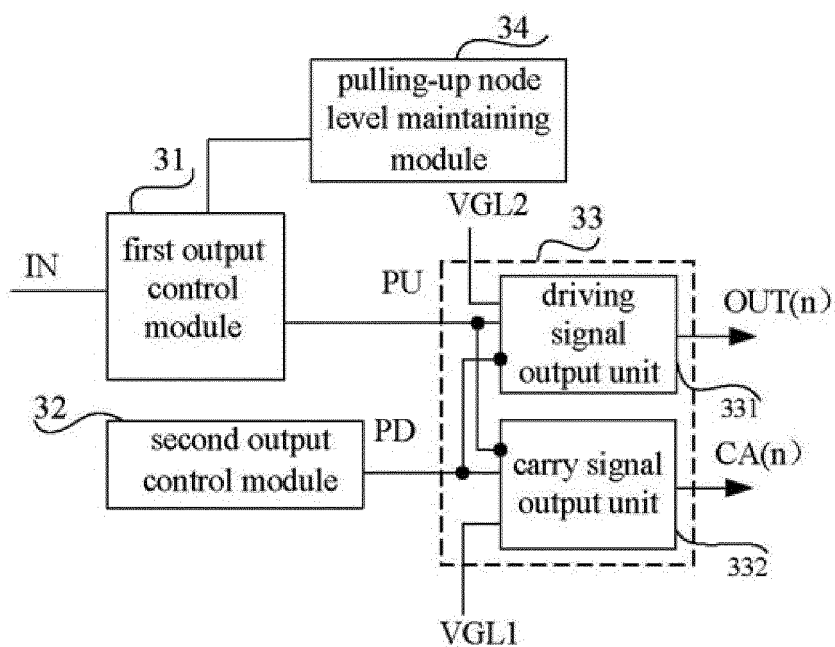 34
pulling-up node
level maintaining
module
31
VGL2
33
first output
control
module
IN
PU
driving
signal
output unit
OUT(n)
331
32
second output
control module
PD
carry signal
output unit
CA(n)
332
VGL1